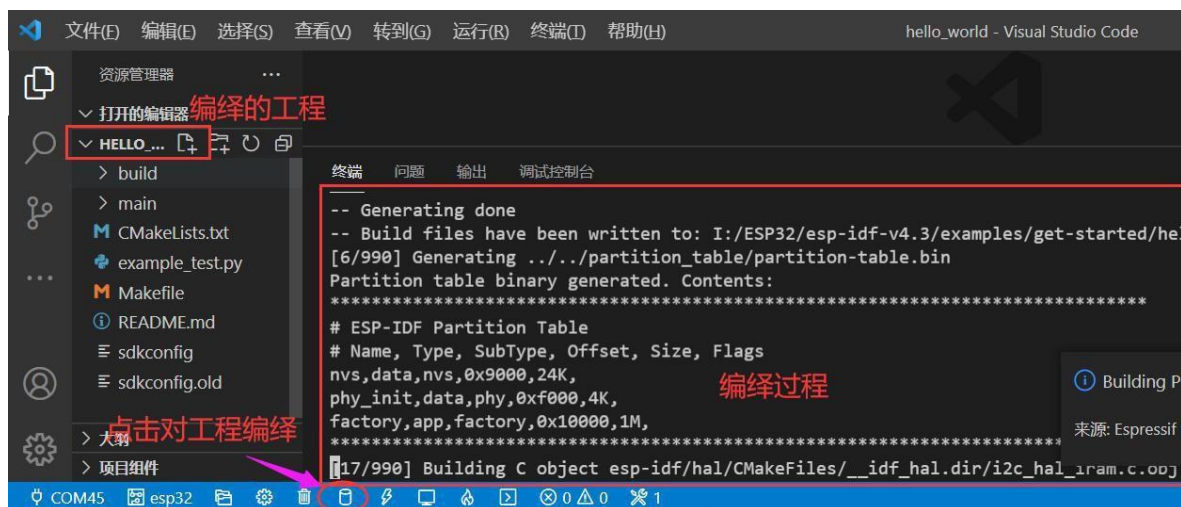 文件(F) 编辑(E) 选择(S) 查看(V) 转到(G) 运行(R) 终端(T) 帮助(H) hello_world - Visual Studio Code
资源管理器 ...
打开的编辑器
编绎的工程
HELLO_...
build
main
CMakeLists.txt
example_test.py
Makefile
README.md
sdkconfig
sdkconfig.old
大纲
点击对工程编绎
项目组件
终端 问题 输出 调试控制台
-- Generating done
-- Build files have been written to: I:/ESP32/esp-idf-v4.3/examples/get-started/hel
[6/990] Generating ../../partition_table/partition-table.bin
Partition table binary generated. Contents:
*******************************************************************************
# ESP-IDF Partition Table
# Name, Type, SubType, Offset, Size, Flags
nvs,data,nvs,0x9000,24K,
phy_init,data,phy,0xf000,4K,
factory,app,factory,0x10000,1M,
*******************************************************************************
[17/990] Building C object esp-idf/hal/CMakeFiles/__idf_hal.dir/i2c_hal_iram.c.obj
编绎过程
Building P
来源: Espressif
COM45 esp32 0 0 1